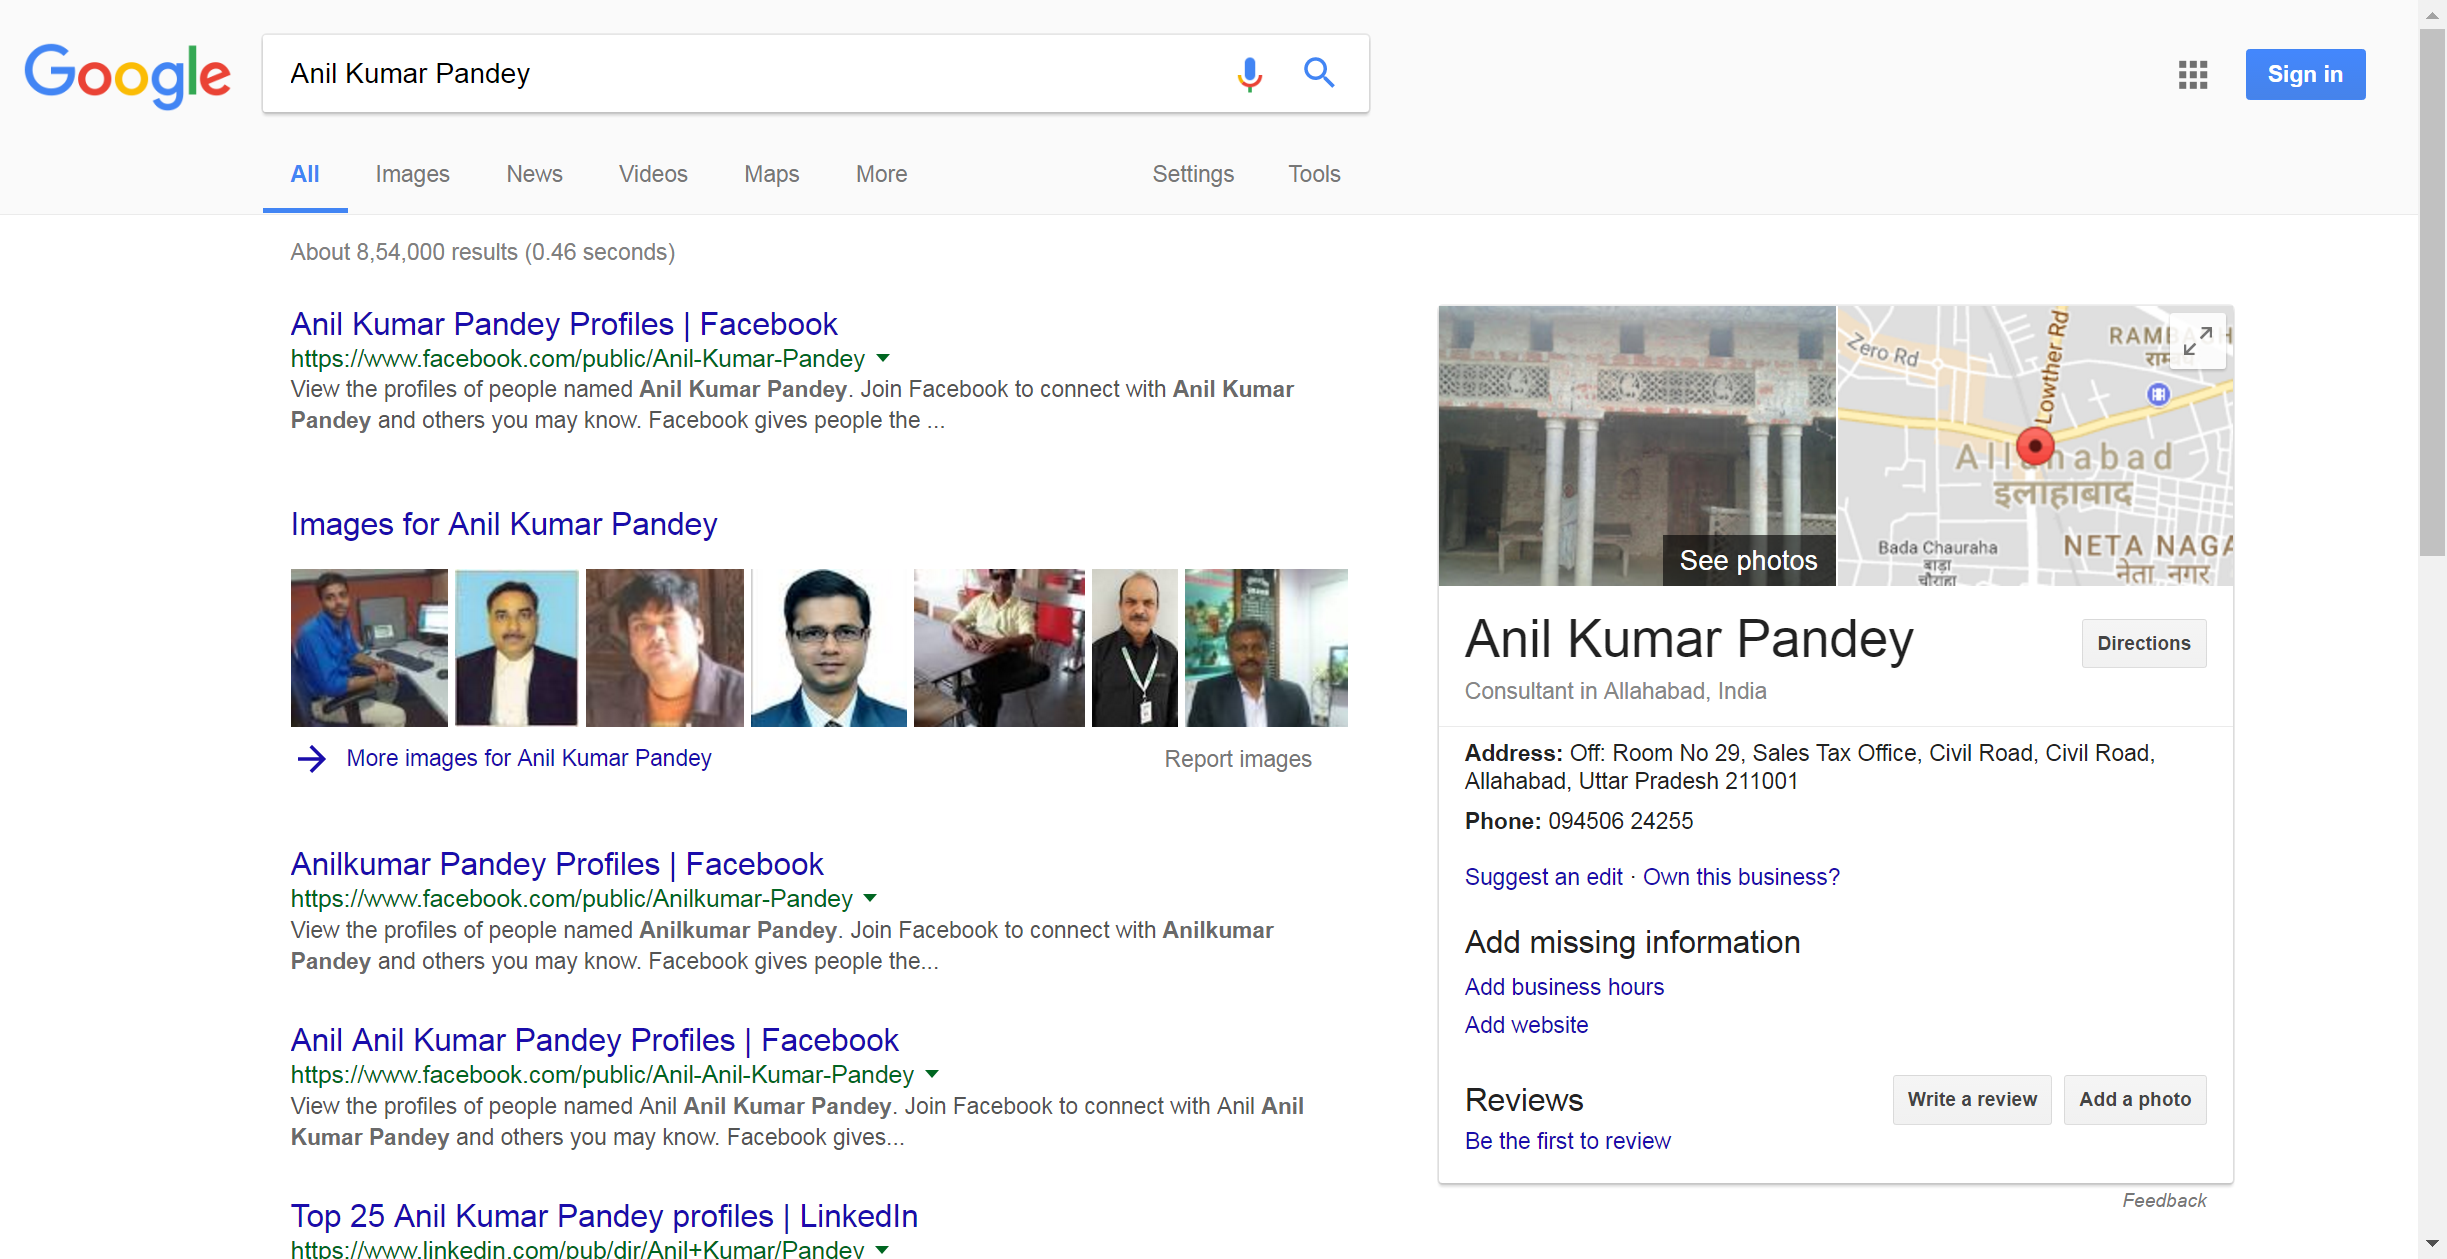 Google
Anil Kumar Pandey
Sign in
All Images News Videos Maps More Settings Tools
About 8,54,000 results (0.46 seconds)
Anil Kumar Pandey Profiles | Facebook
https://www.facebook.com/public/Anil-Kumar-Pandey
View the profiles of people named Anil Kumar Pandey. Join Facebook to connect with Anil Kumar
Pandey and others you may know. Facebook gives people the ...
Images for Anil Kumar Pandey
More images for Anil Kumar Pandey
Report images
Anilkumar Pandey Profiles | Facebook
https://www.facebook.com/public/Anilkumar-Pandey
View the profiles of people named Anilkumar Pandey. Join Facebook to connect with Anilkumar
Pandey and others you may know. Facebook gives people the...
Anil Anil Kumar Pandey Profiles | Facebook
https://www.facebook.com/public/Anil-Anil-Kumar-Pandey
View the profiles of people named Anil Anil Kumar Pandey. Join Facebook to connect with Anil Anil
Kumar Pandey and others you may know. Facebook gives...
Top 25 Anil Kumar Pandey profiles | LinkedIn
https://www.linkedin.com/pub/dir/Anil+Kumar/Pandey
See photos
Zero Rd
Lowther Rd
Allahabad
इलाहाबाद
Bada Chauraha
बाड़ा
चौराहा
NETA NAGA
नेता नगर
Anil Kumar Pandey
Directions
Consultant in Allahabad, India
Address: Off: Room No 29, Sales Tax Office, Civil Road, Civil Road,
Allahabad, Uttar Pradesh 211001
Phone: 094506 24255
Suggest an edit · Own this business?
Add missing information
Add business hours
Add website
Reviews
Write a review
Add a photo
Be the first to review
Feedback